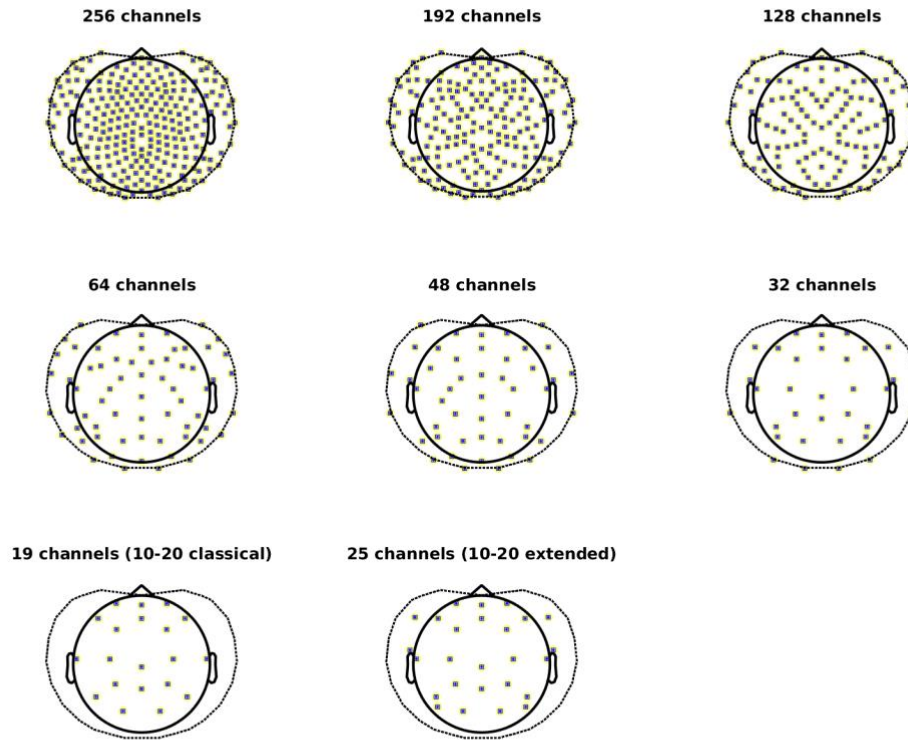 256 channels
192 channels
128 channels
64 channels
48 channels
32 channels
19 channels (10-20 classical)
25 channels (10-20 extended)